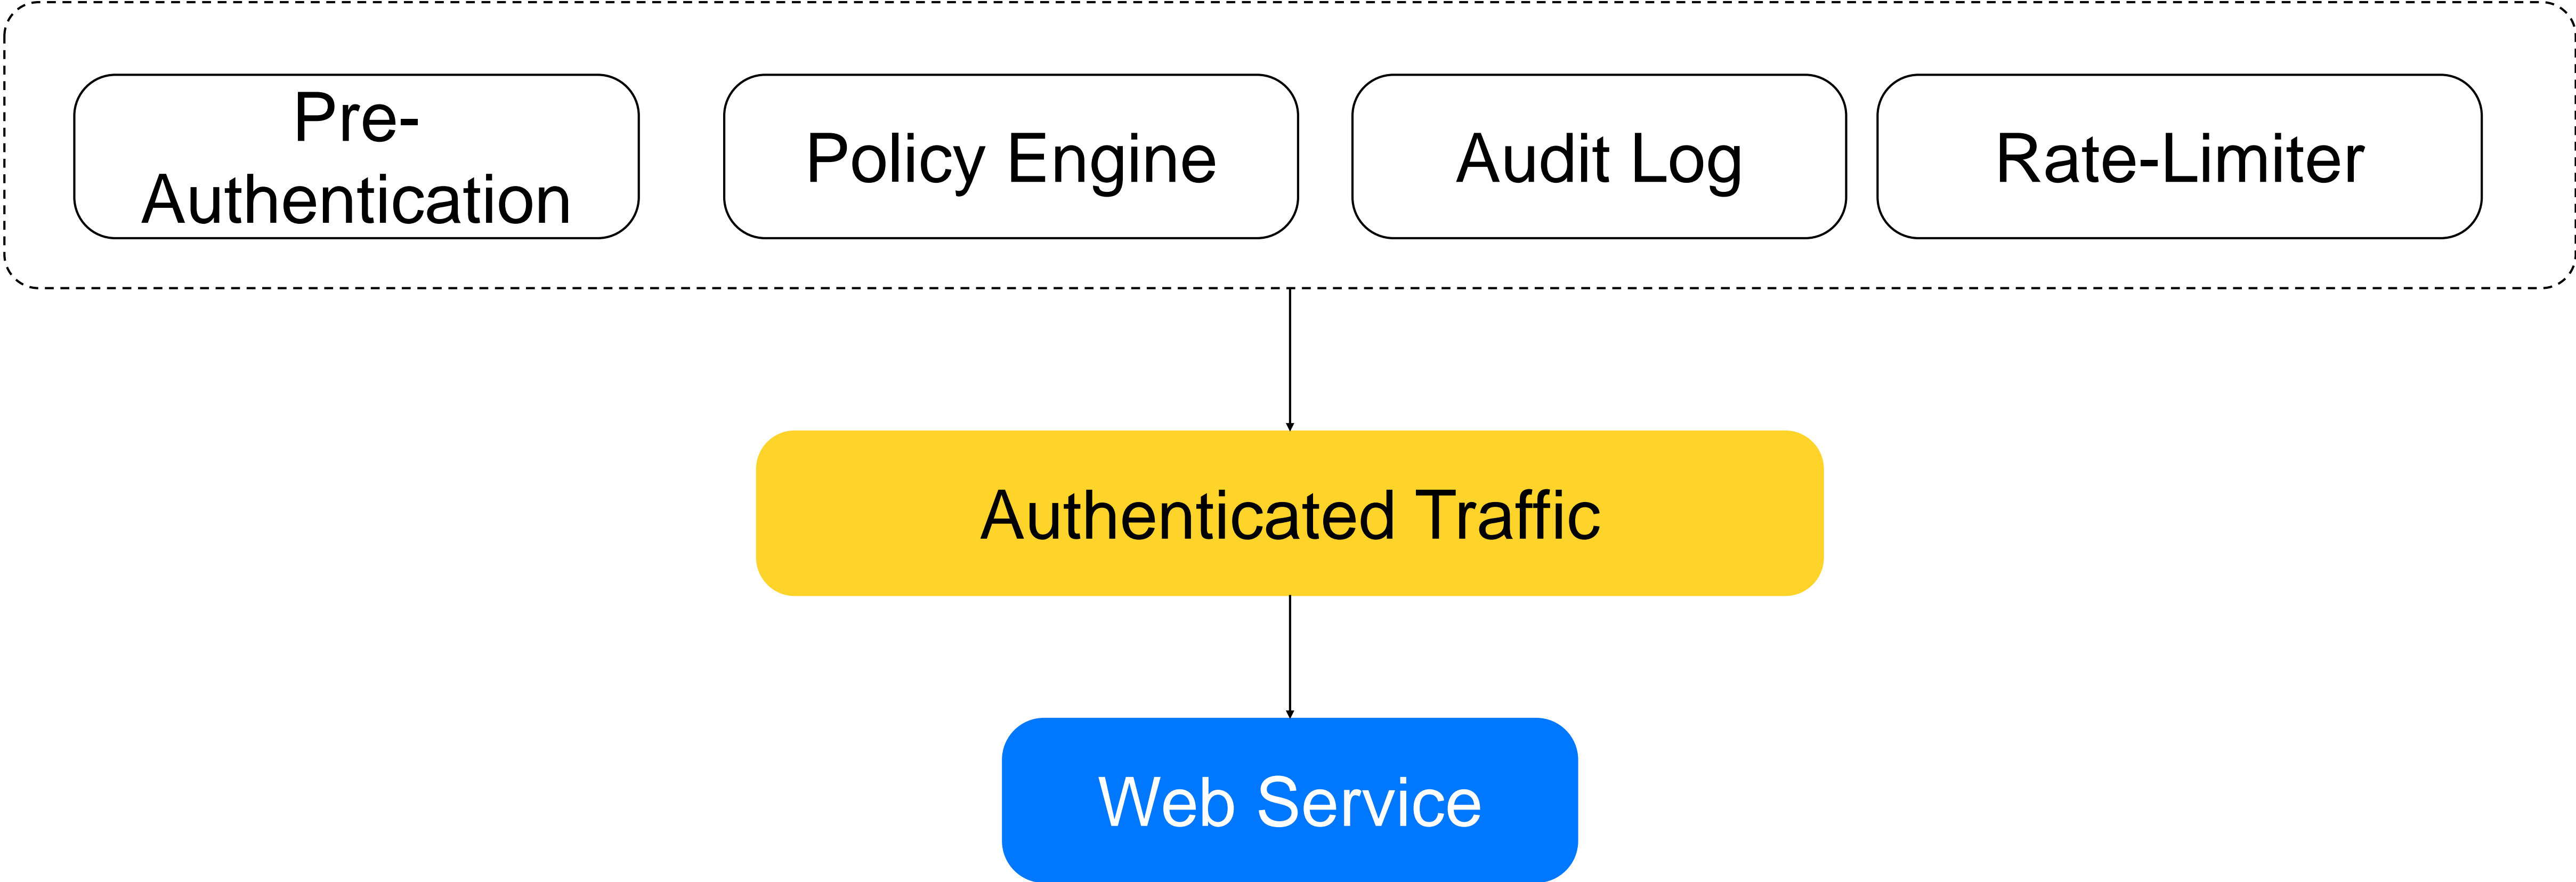 Pre-
Authentication
Policy Engine
Audit Log
Rate-Limiter
Authenticated Traffic
Web Service